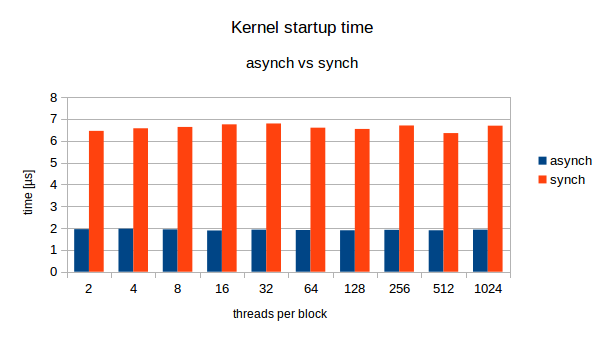 Kernel startup time
asynch vs synch
8
7
6
5
4
3
2
1
0
time [µs]
2 4 8 16 32 64 128 256 512 1024
threads per block
asynch
synch